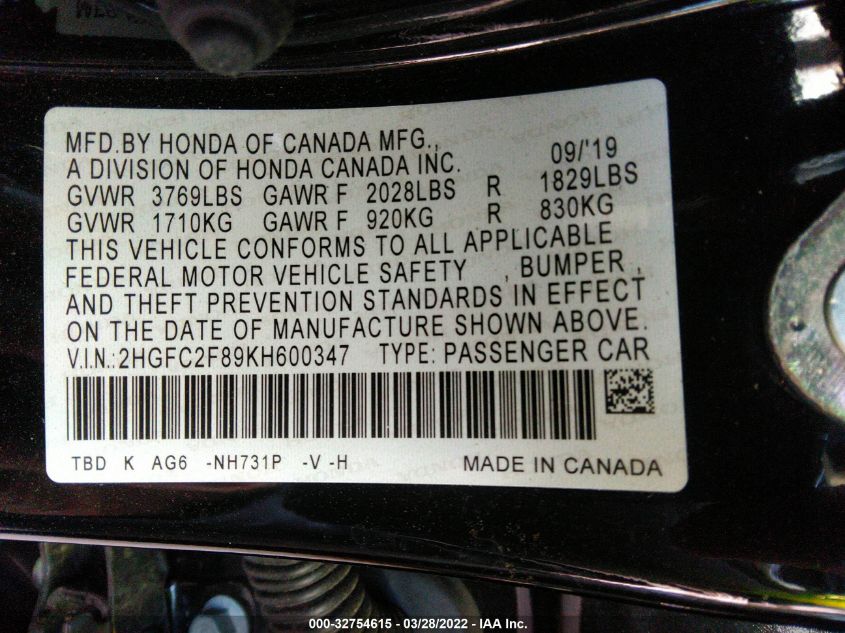 MFD.BY HONDA OF CANADA MFG., 09/'19
A DIVISION OF HONDA CANADA INC.
GVWR 3769LBS GAWR F 2028LBS R 1829LBS
GVWR 1710KG GAWR F 920KG R 830KG
THIS VEHICLE CONFORMS TO ALL APPLICABLE
FEDERAL MOTOR VEHICLE SAFETY , BUMPER ,
AND THEFT PREVENTION STANDARDS IN EFFECT
ON THE DATE OF MANUFACTURE SHOWN ABOVE.
V.I.N.:2HGFC2F89KH600347 TYPE: PASSENGER CAR
TBD K AG6 -NH731P -V -H MADE IN CANADA
000-32754615 - 03/28/2022 - IAA Inc.